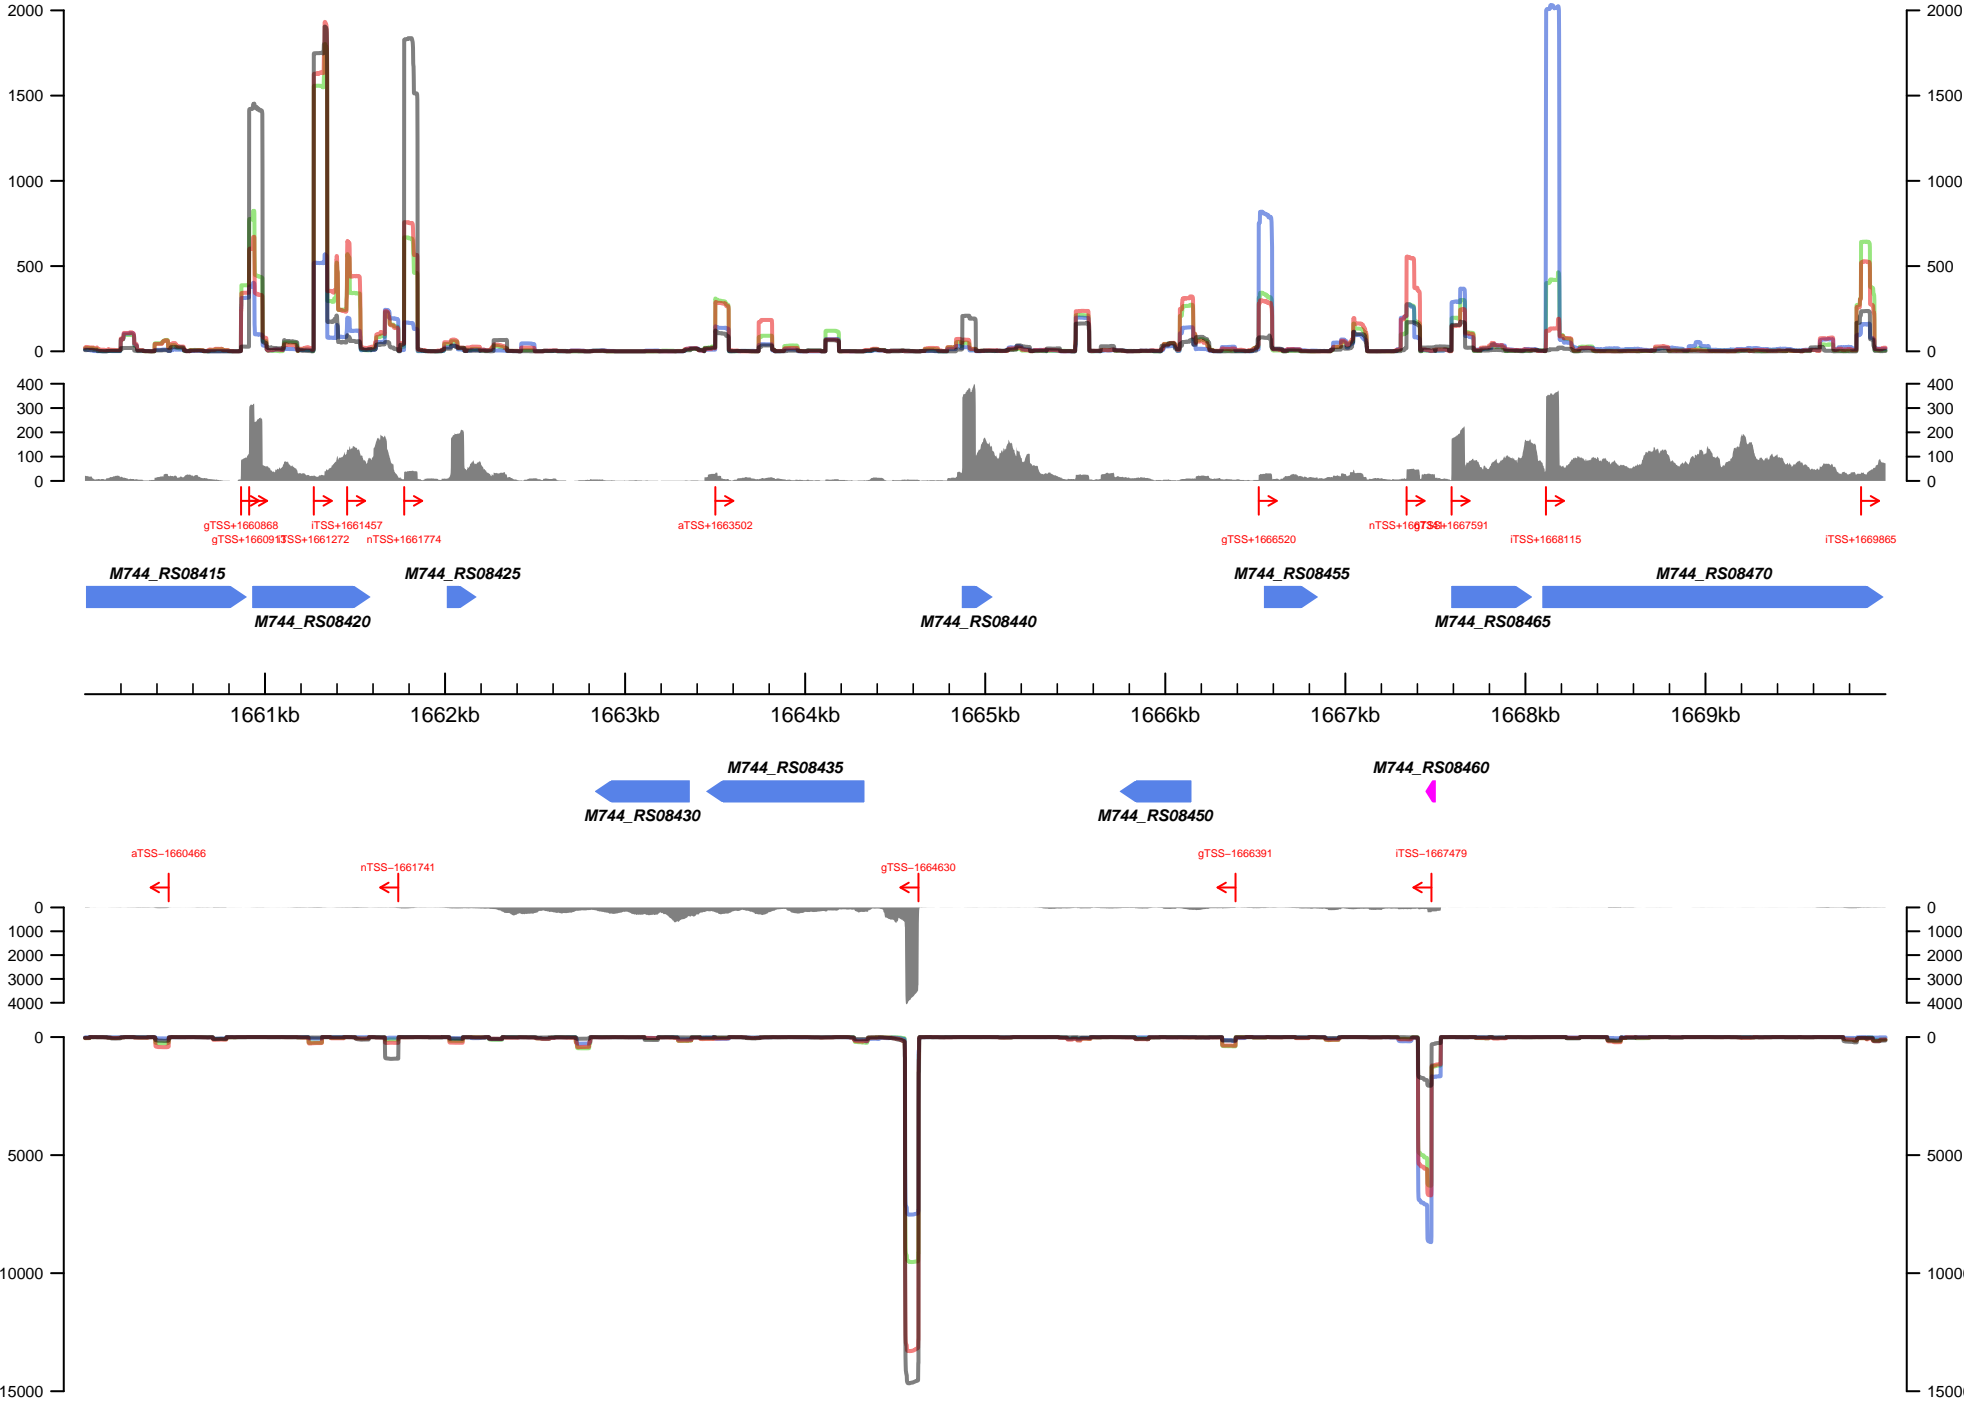 2000 2000
1500 1500
1000 1000
500 500
0 0
400 400
300 300
200 200
100 100
0 0
gTSS+1660868 iTSS+1661457 aTSS+1663502 gTSS+1667591
gTSS+1660913 iTSS+1661272 nTSS+1661774 gTSS+1666520 iTSS+1668115 iTSS+1669865
M744_RS08415 M744_RS08425 M744_RS08455 M744_RS08470
M744_RS08420 M744_RS08440 M744_RS08465
1661kb 1662kb 1663kb 1664kb 1665kb 1666kb 1667kb 1668kb 1669kb
M744_RS08435 M744_RS08460
M744_RS08430 M744_RS08450
aTSS−1660466 gTSS−1666391 iTSS−1667479
nTSS−1661741 gTSS−1664630
0 0
1000 1000
2000 2000
3000 3000
4000 4000
0 0
5000 5000
10000
15000